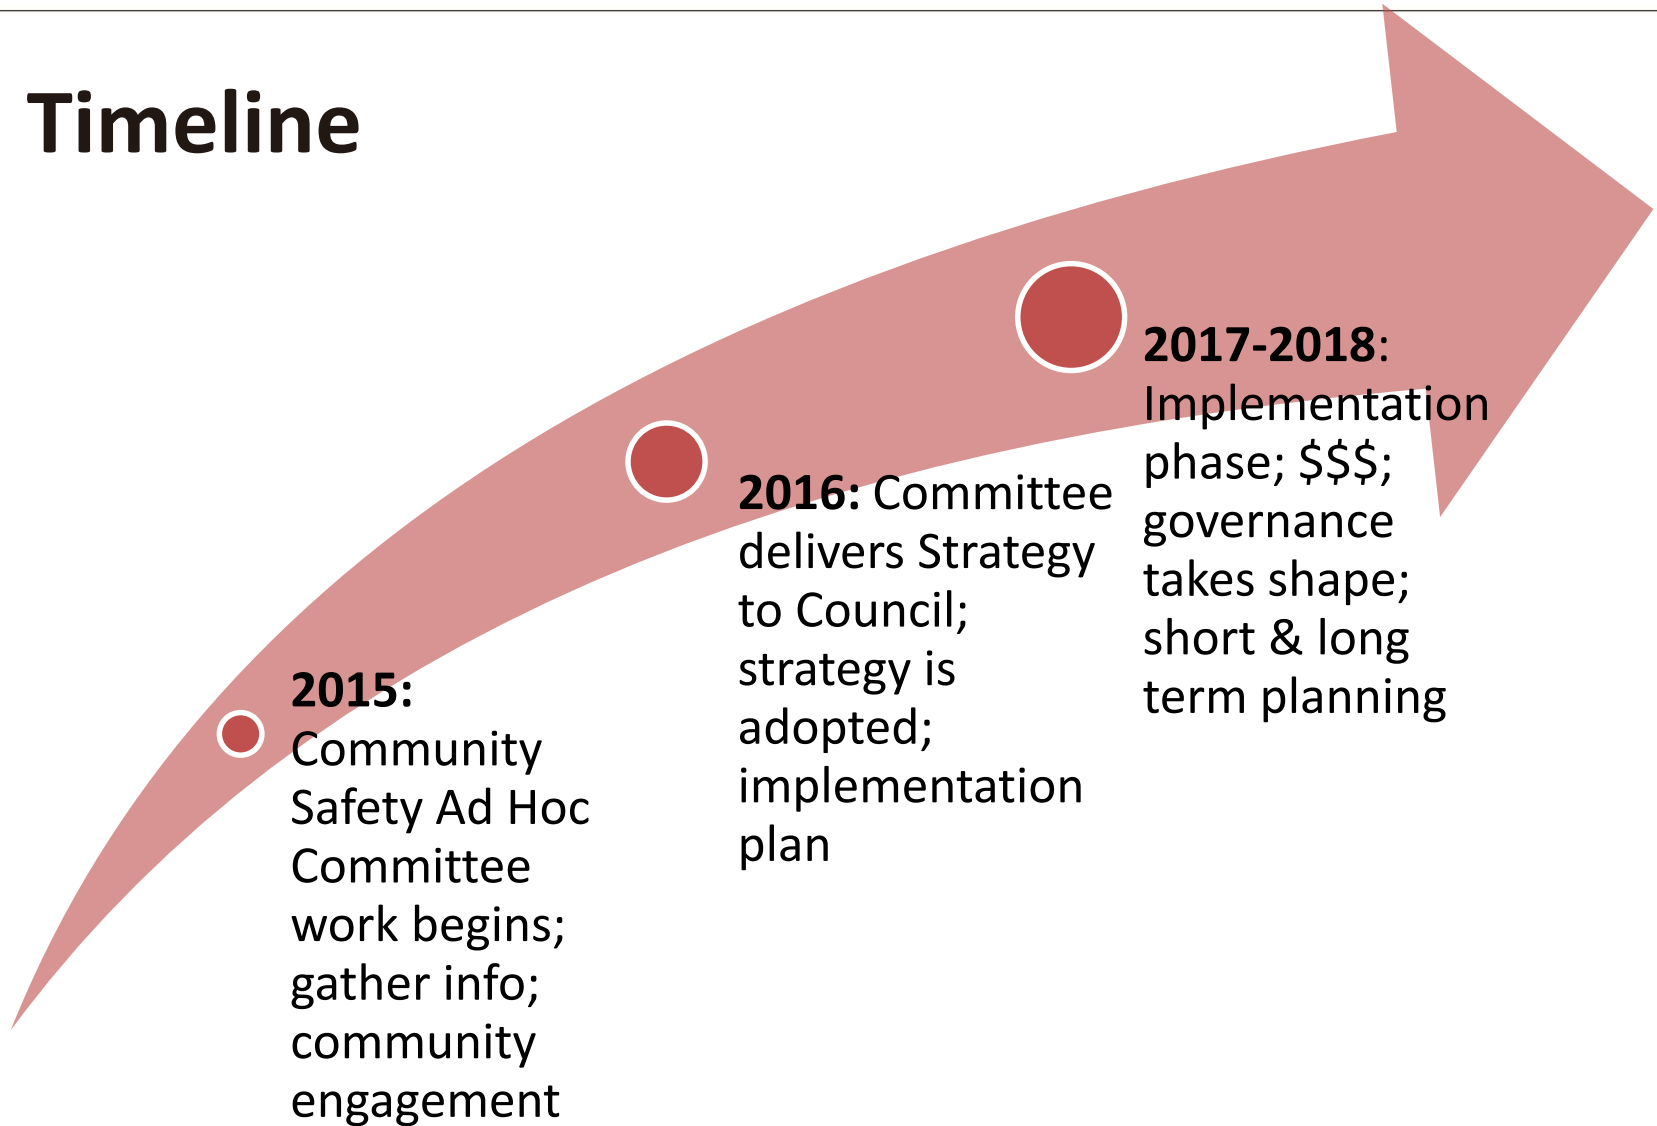 Timeline
2015:
Community
Safety Ad Hoc
Committee
work begins;
gather info;
community
engagement
2016: Committee
delivers Strategy
to Council;
strategy is
adopted;
implementation
plan
2017-2018:
Implementation
phase; $$$;
governance
takes shape;
short & long
term planning